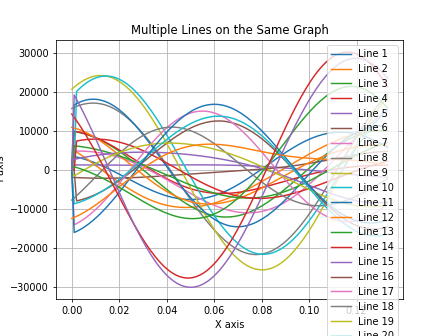 Multiple Lines on the Same Graph
30000
20000
10000
0
−10000
−20000
−30000
0.00
0.02
0.04
0.06
0.08
0.10
X axis
Line 1
Line 2
Line 3
Line 4
Line 5
Line 6
Line 7
Line 8
Line 9
Line 10
Line 11
Line 12
Line 13
Line 14
Line 15
Line 16
Line 17
Line 18
Line 19
Line 20